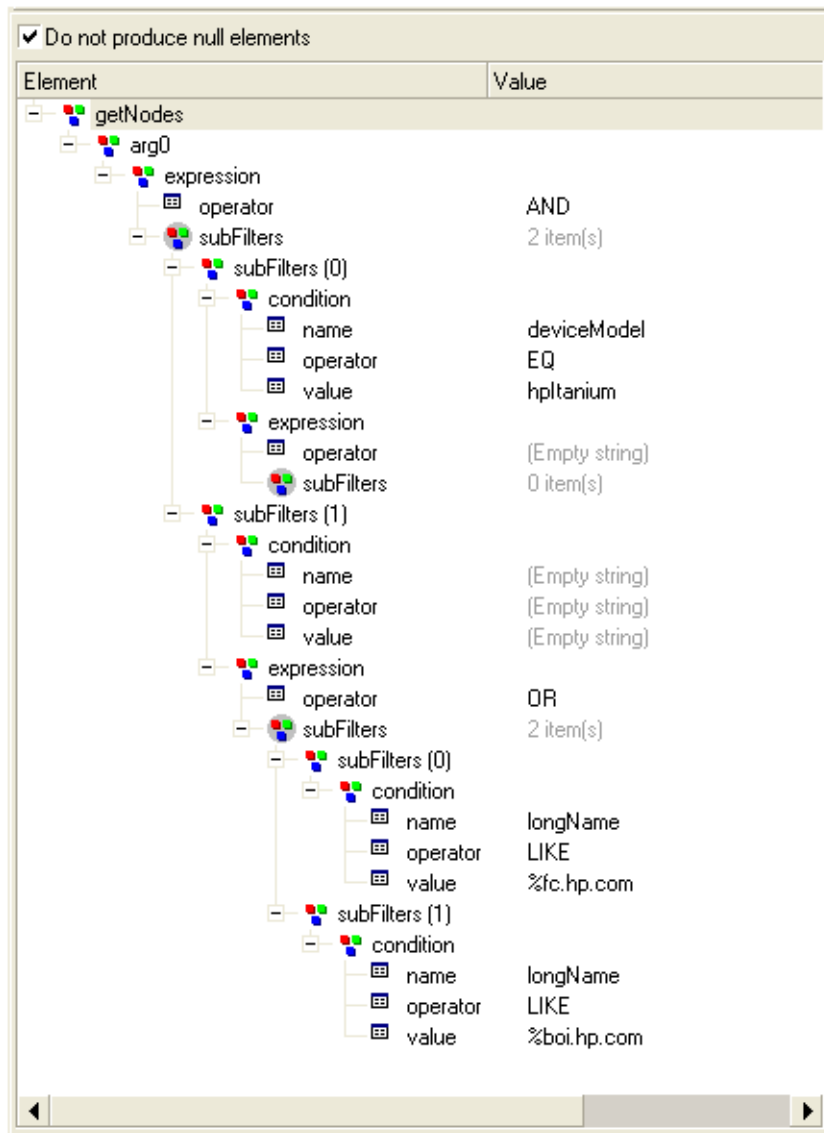 Do not produce null elements
Element Value
getNodes
arg0
expression
operator AND
subFilters 2 item(s)
subFilters (0)
condition
name deviceModel
operator EQ
value hpItanium
expression
operator (Empty string)
subFilters 0 item(s)
subFilters (1)
condition
name (Empty string)
operator (Empty string)
value (Empty string)
expression
operator OR
subFilters 2 item(s)
subFilters (0)
condition
name longName
operator LIKE
value %fc.hp.com
subFilters (1)
condition
name longName
operator LIKE
value %boi.hp.com